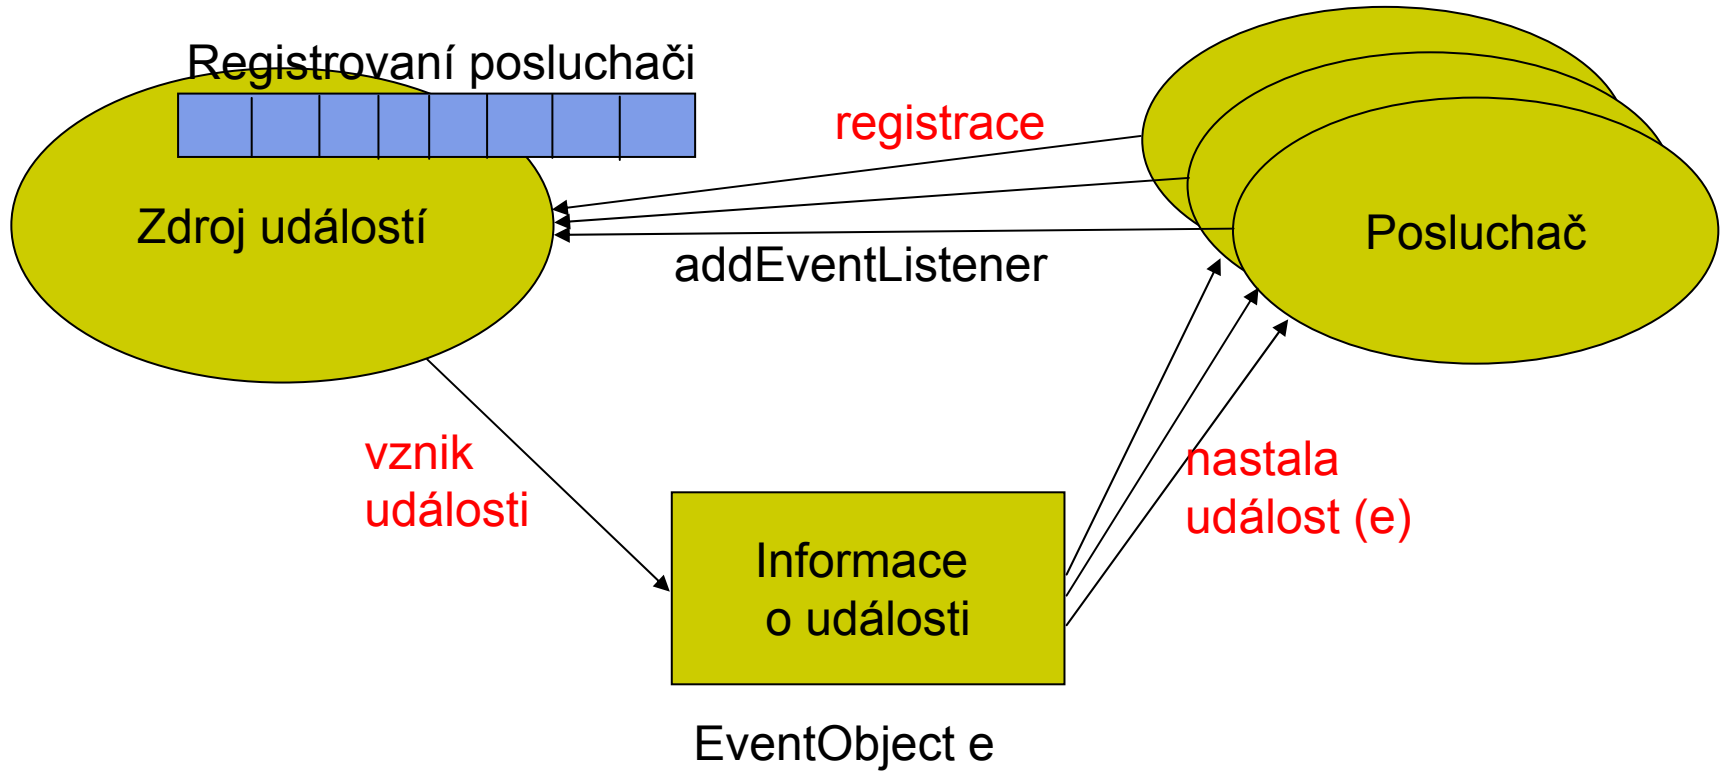 Registrovaní posluchači
registrace
Zdroj událostí
Posluchač
addEventListener
vznik
události
nastala
událost (e)
Informace
o události
EventObject e